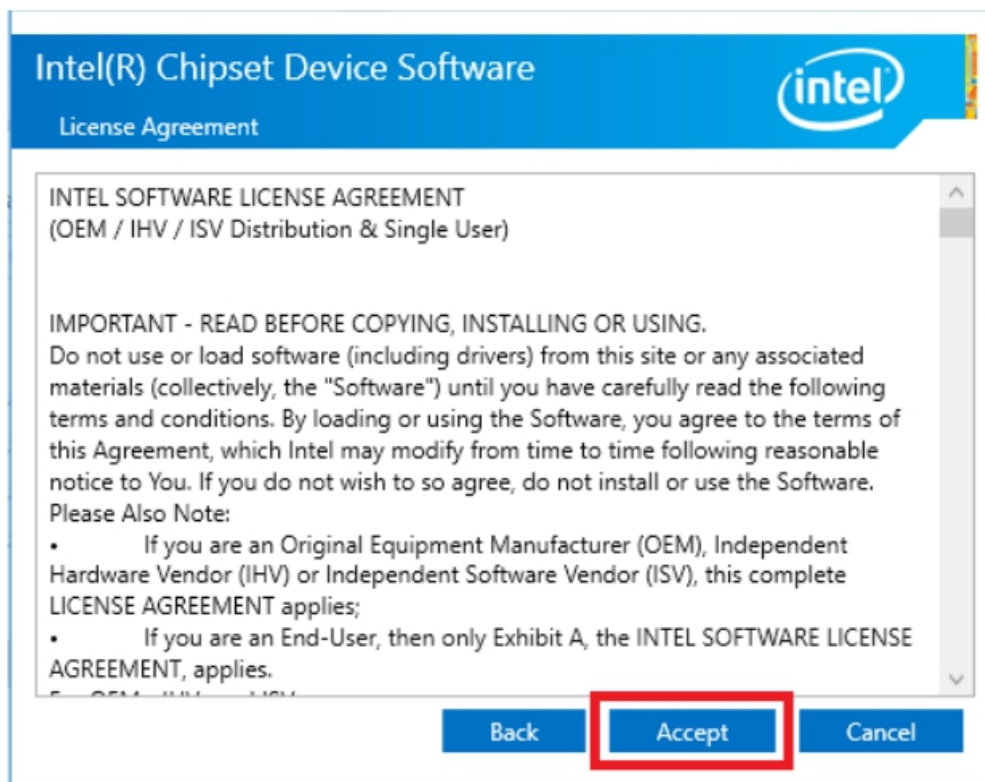 Intel(R) Chipset Device Software
intel
License Agreement
INTEL SOFTWARE LICENSE AGREEMENT
(OEM / IHV / ISV Distribution & Single User)
IMPORTANT - READ BEFORE COPYING, INSTALLING OR USING.
Do not use or load software (including drivers) from this site or any associated
materials (collectively, the "Software") until you have carefully read the following
terms and conditions. By loading or using the Software, you agree to the terms of
this Agreement, which Intel may modify from time to time following reasonable
notice to You. If you do not wish to so agree, do not install or use the Software.
Please Also Note:
• If you are an Original Equipment Manufacturer (OEM), Independent
Hardware Vendor (IHV) or Independent Software Vendor (ISV), this complete
LICENSE AGREEMENT applies;
• If you are an End-User, then only Exhibit A, the INTEL SOFTWARE LICENSE
AGREEMENT, applies.
Back
Accept
Cancel